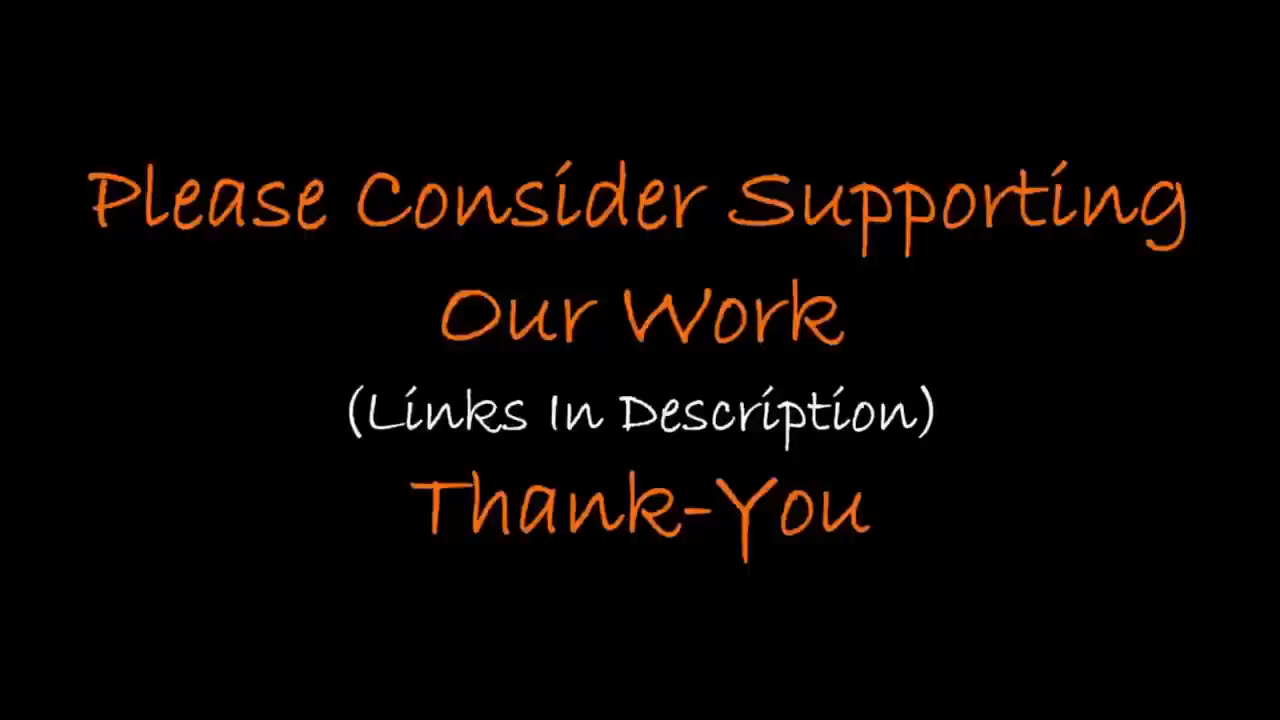 Please Consider Supporting
Our Work
(Links In Description)
Thank-You